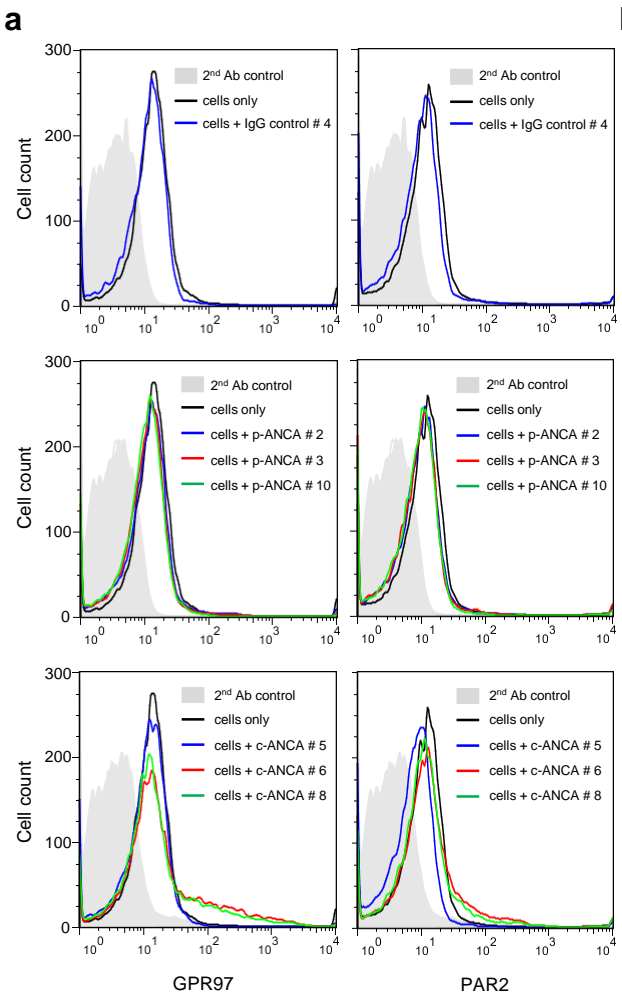 a
300
200
100
0
Cell count
2nd Ab control
cells only
cells + IgG control # 4
10^0 10^1 10^2 10^3 10^4
2nd Ab control
cells only
cells + IgG control # 4
10^0 10^1 10^2 10^3 10^4
300
200
100
0
Cell count
2nd Ab control
cells only
cells + p-ANCA # 2
cells + p-ANCA # 3
cells + p-ANCA # 10
10^0 10^1 10^2 10^3 10^4
2nd Ab control
cells only
cells + p-ANCA # 2
cells + p-ANCA # 3
cells + p-ANCA # 10
10^0 10^1 10^2 10^3 10^4
300
200
100
0
Cell count
2nd Ab control
cells only
cells + c-ANCA # 5
cells + c-ANCA # 6
cells + c-ANCA # 8
10^0 10^1 10^2 10^3 10^4
GPR97
2nd Ab control
cells only
cells + c-ANCA # 5
cells + c-ANCA # 6
cells + c-ANCA # 8
10^0 10^1 10^2 10^3 10^4
PAR2